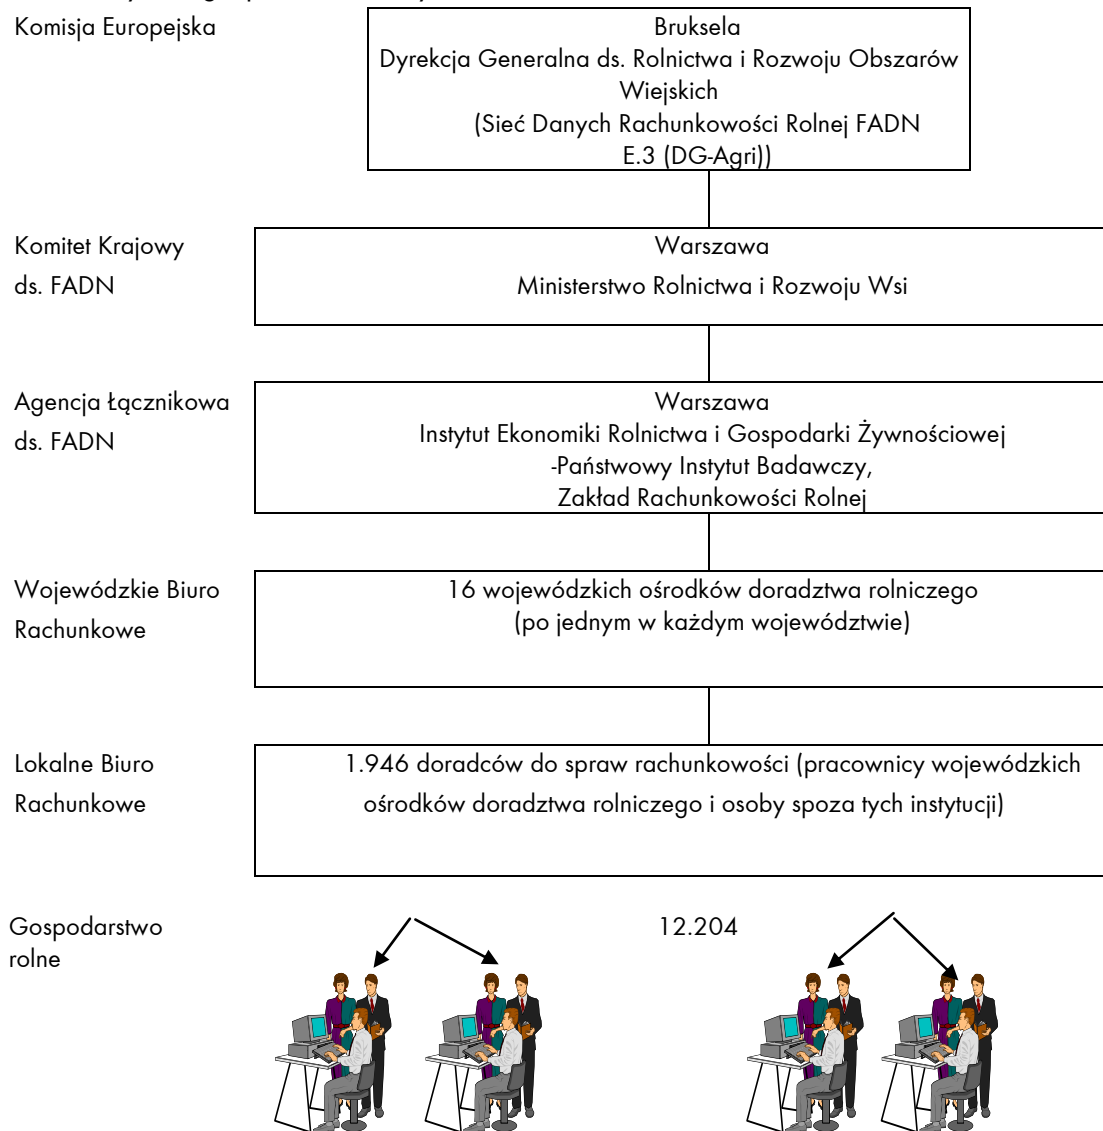 Komisja Europejska
Bruksela
Dyrekcja Generalna ds. Rolnictwa i Rozwoju Obszarów
Wiejskich
(Sieć Danych Rachunkowości Rolnej FADN
E.3 (DG-Agri))
Komitet Krajowy
ds. FADN
Warszawa
Ministerstwo Rolnictwa i Rozwoju Wsi
Agencja Łącznikowa
ds. FADN
Warszawa
Instytut Ekonomiki Rolnictwa i Gospodarki Żywnościowej
-Państwowy Instytut Badawczy,
Zakład Rachunkowości Rolnej
Wojewódzkie Biuro
Rachunkowe
16 wojewódzkich ośrodków doradztwa rolniczego
(po jednym w każdym województwie)
Lokalne Biuro
Rachunkowe
1.946 doradców do spraw rachunkowości (pracownicy wojewódzkich
ośrodków doradztwa rolniczego i osoby spoza tych instytucji)
Gospodarstwo
rolne
12.204